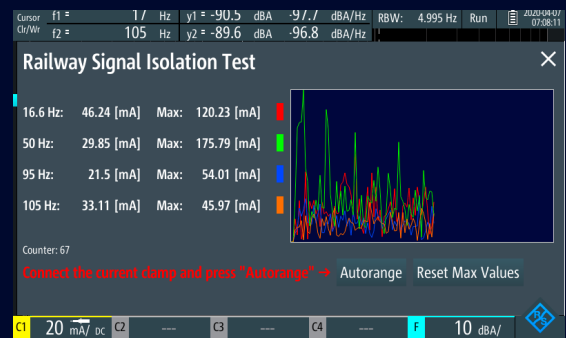 Cursor f1 = 17 Hz y1 = -90.5 dBA -97.7 dBA/Hz RBW: 4.995 Hz Run 2020-04-07
Clr/Wr f2 = 105 Hz y2 = -89.6 dBA -96.8 dBA/Hz 07:08:11
Railway Signal Isolation Test
16.6 Hz: 46.24 [mA] Max: 120.23 [mA]
50 Hz: 29.85 [mA] Max: 175.79 [mA]
95 Hz: 21.5 [mA] Max: 54.01 [mA]
105 Hz: 33.11 [mA] Max: 45.97 [mA]
Counter: 67
Connect the current clamp and press "Autorange" → Autorange Reset Max Values
C1 20 mA/ DC C2 --- C3 --- C4 --- F 10 dBA/ R&S